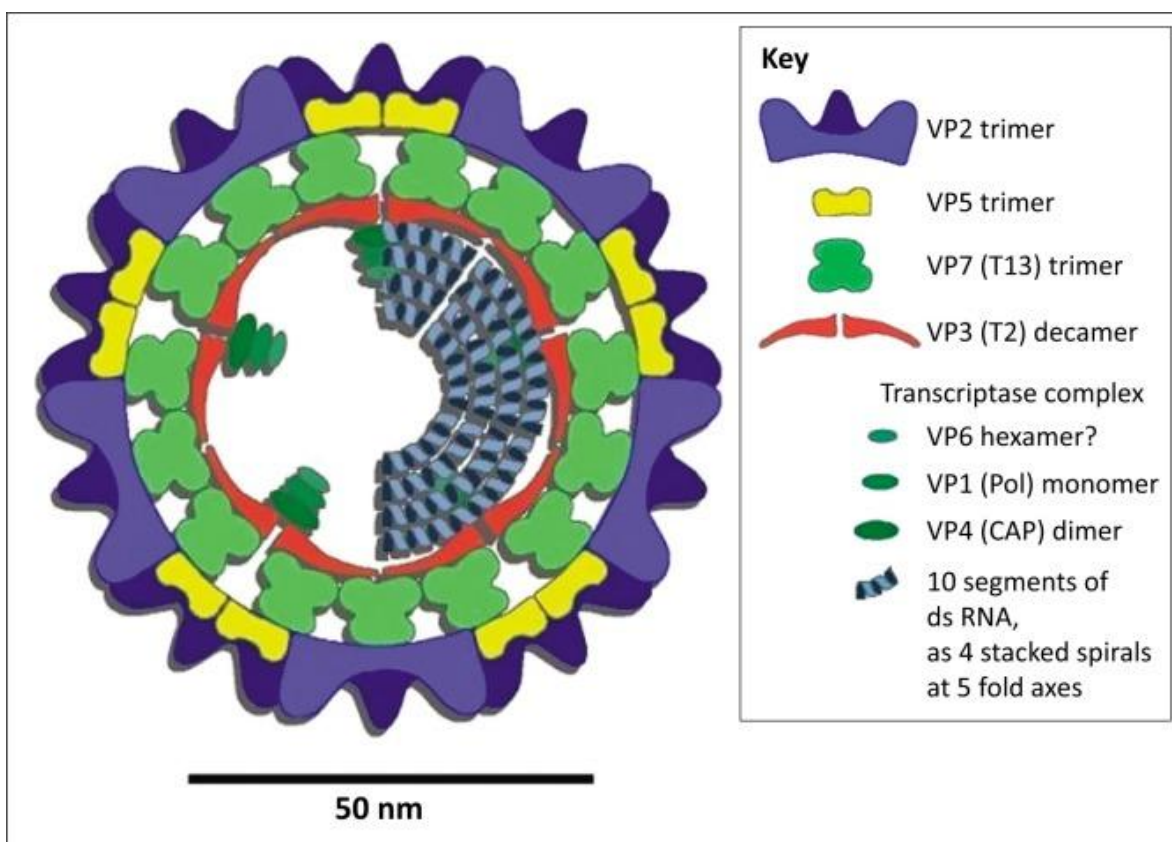 Key
VP2 trimer
VP5 trimer
VP7 (T13) trimer
VP3 (T2) decamer
Transcriptase complex
VP6 hexamer?
VP1 (Pol) monomer
VP4 (CAP) dimer
10 segments of
ds RNA,
as 4 stacked spirals
at 5 fold axes
50 nm